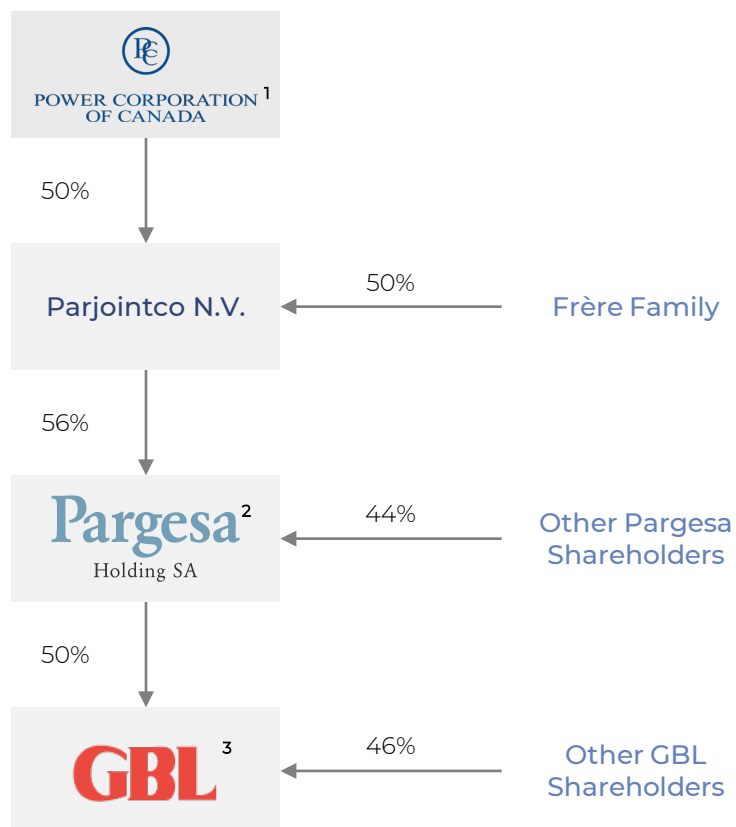 PCC
POWER CORPORATION 1
OF CANADA
50%
Parjointco N.V.
50%
Frère Family
56%
Pargesa 2
Holding SA
44%
Other Pargesa
Shareholders
50%
GBL 3
46%
Other GBL
Shareholders